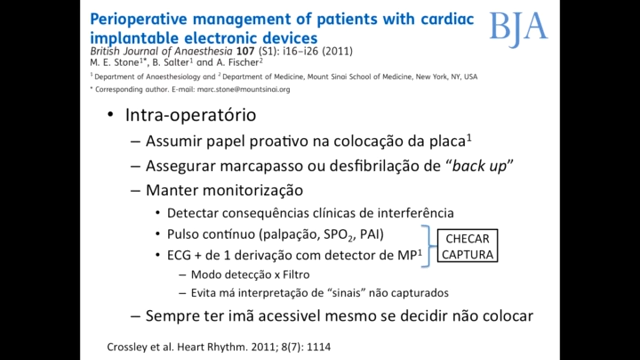 Perioperative management of patients with cardiac
implantable electronic devices
BJA
British Journal of Anaesthesia 107 (S1): i16–i26 (2011)
M. E. Stone1*, B. Salter1 and A. Fischer2
1 Department of Anaesthesiology and 2 Department of Medicine, Mount Sinai School of Medicine, New York, NY, USA
* Corresponding author. E-mail: marc.stone@mountsinai.org
• Intra-operatório
– Assumir papel proativo na colocação da placa1
– Assegurar marcapasso ou desfibrilação de “back up”
– Manter monitorização
• Detectar consequências clínicas de interferência
• Pulso contínuo (palpação, SPO2, PAI)
• ECG + de 1 derivação com detector de MP1
CHECAR
CAPTURA
– Modo detecção x Filtro
– Evita má interpretação de “sinais” não capturados
– Sempre ter imã acessivel mesmo se decidir não colocar
Crossley et al. Heart Rhythm. 2011; 8(7): 1114